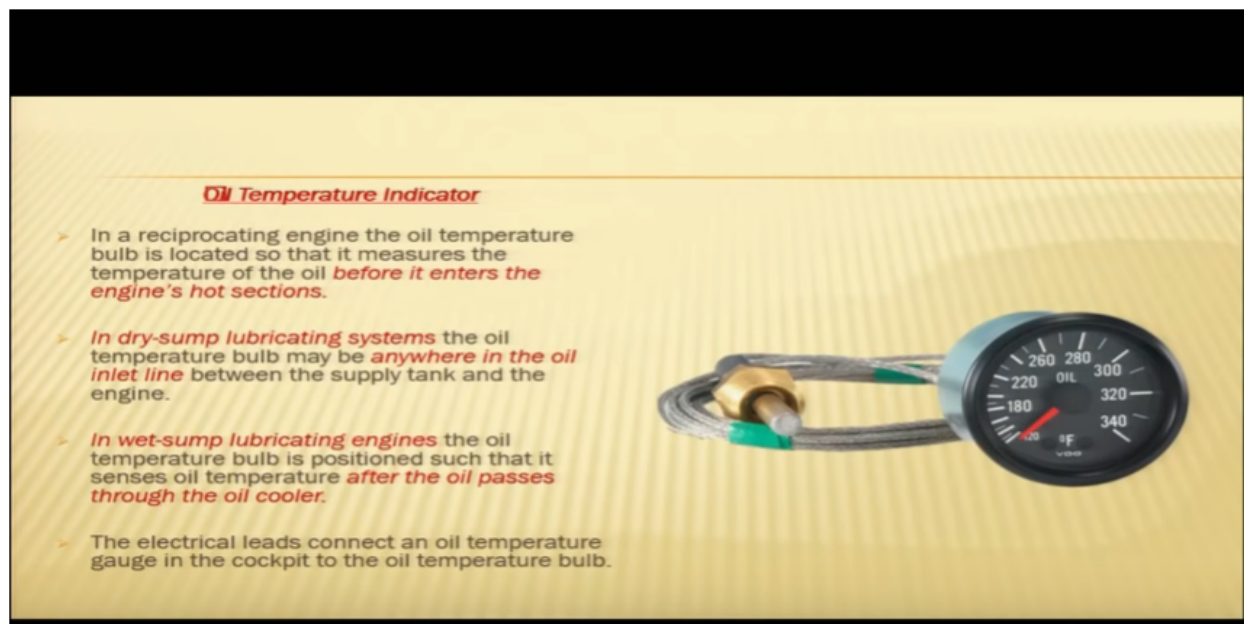 Oil Temperature Indicator
➢ In a reciprocating engine the oil temperature
bulb is located so that it measures the
temperature of the oil before it enters the
engine's hot sections.
➢ In dry-sump lubricating systems the oil
temperature bulb may be anywhere in the oil
inlet line between the supply tank and the
engine.
➢ In wet-sump lubricating engines the oil
temperature bulb is positioned such that it
senses oil temperature after the oil passes
through the oil cooler.
➢ The electrical leads connect an oil temperature
gauge in the cockpit to the oil temperature bulb.
260 280
220 OIL 300
180 320
340
°F
VDO